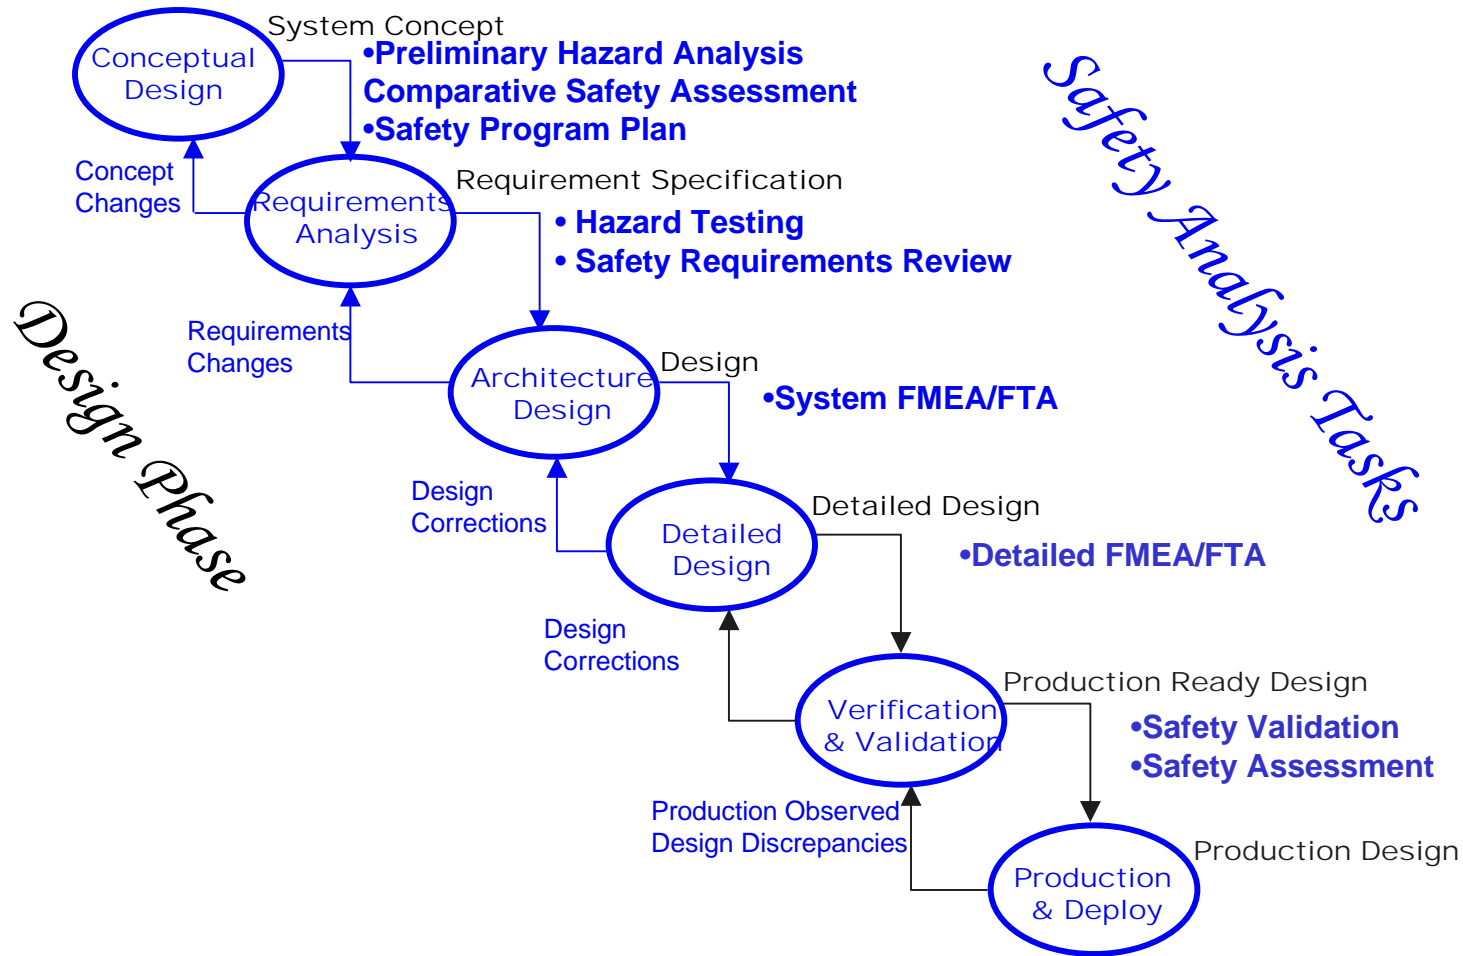 System Concept
Conceptual
Design
•Preliminary Hazard Analysis
Comparative Safety Assessment
•Safety Program Plan
Concept
Changes
Requirement Specification
Requirements
Analysis
• Hazard Testing
• Safety Requirements Review
Safety Analysis Tasks
Design Phase
Requirements
Changes
Design
Architecture
Design
•System FMEA/FTA
Design
Corrections
Detailed Design
Detailed
Design
•Detailed FMEA/FTA
Design
Corrections
Production Ready Design
Verification
& Validation
•Safety Validation
•Safety Assessment
Production Observed
Design Discrepancies
Production Design
Production
& Deploy